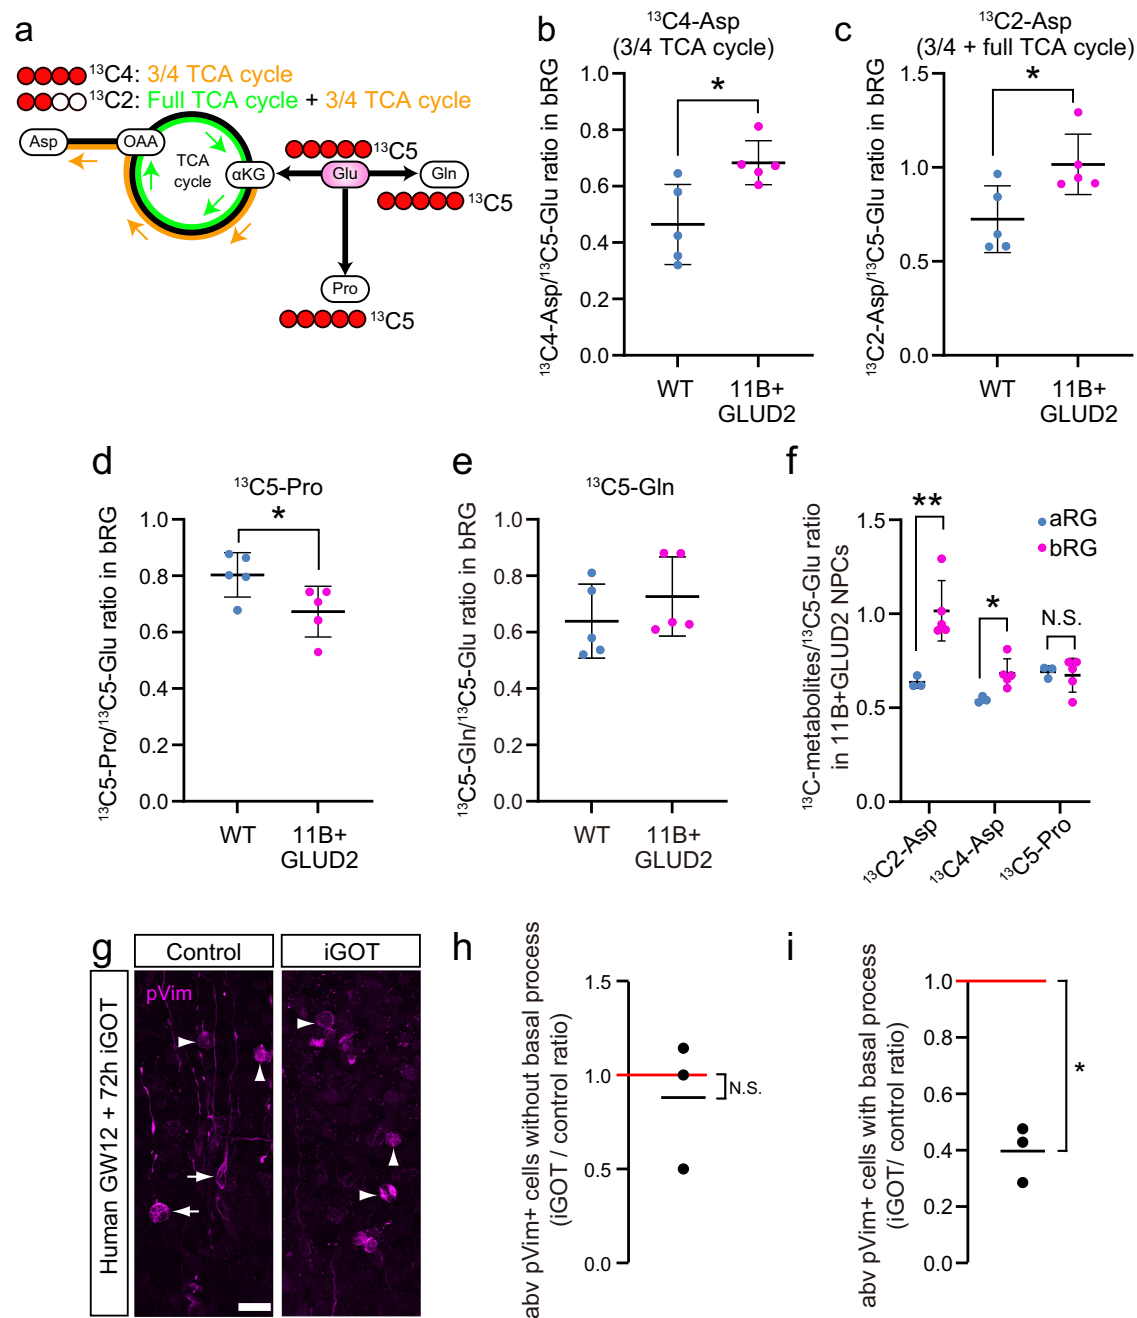 a
¹³C4: 3/4 TCA cycle
¹³C2: Full TCA cycle + 3/4 TCA cycle
Asp
OAA
TCA
cycle
αKG
Glu
Gln
¹³C5
¹³C5
Pro
¹³C5
b
¹³C4-Asp
(3/4 TCA cycle)
¹³C4-Asp/¹³C5-Glu ratio in bRG
1.0
0.8
0.6
0.4
0.2
0.0
*
WT
11B+
GLUD2
c
¹³C2-Asp
(3/4 + full TCA cycle)
¹³C2-Asp/¹³C5-Glu ratio in bRG
1.5
1.0
0.5
0.0
*
WT
11B+
GLUD2
d
¹³C5-Pro
¹³C5-Pro/¹³C5-Glu ratio in bRG
1.0
0.8
0.6
0.4
0.2
0.0
*
WT
11B+
GLUD2
e
¹³C5-Gln
¹³C5-Gln/¹³C5-Glu ratio in bRG
1.0
0.8
0.6
0.4
0.2
0.0
WT
11B+
GLUD2
f
¹³C-metabolites/¹³C5-Glu ratio
in 11B+GLUD2 NPCs
1.5
1.0
0.5
0.0
**
*
N.S.
aRG
bRG
¹³C2-Asp
¹³C4-Asp
¹³C5-Pro
g
Control
iGOT
Human GW12 + 72h iGOT
pVim
h
abv pVim+ cells without basal process
(iGOT / control ratio)
1.5
1.0
0.5
0.0
N.S.
i
abv pVim+ cells with basal process
(iGOT/ control ratio)
1.0
0.8
0.6
0.4
0.2
0.0
*